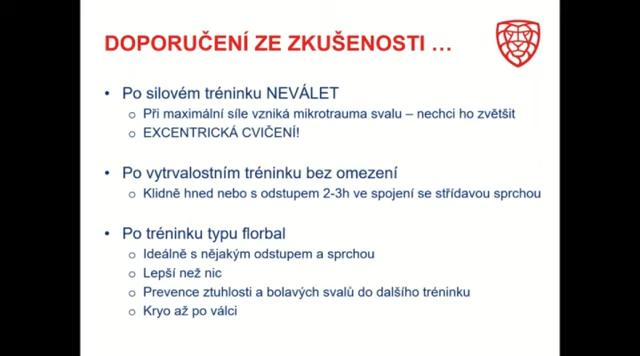 DOPORUČENÍ ZE ZKUŠENOSTI …
• Po silovém tréninku NEVÁLET
o Při maximální síle vzniká mikrotrauma svalu – nechci ho zvětšit
o EXCENTRICKÁ CVIČENÍ!
• Po vytrvalostním tréninku bez omezení
o Klidně hned nebo s odstupem 2-3h ve spojení se střídavou sprchou
• Po tréninku typu florbal
o Ideálně s nějakým odstupem a sprchou
o Lepší než nic
o Prevence ztuhlosti a bolavých svalů do dalšího tréninku
o Kryo až po válci